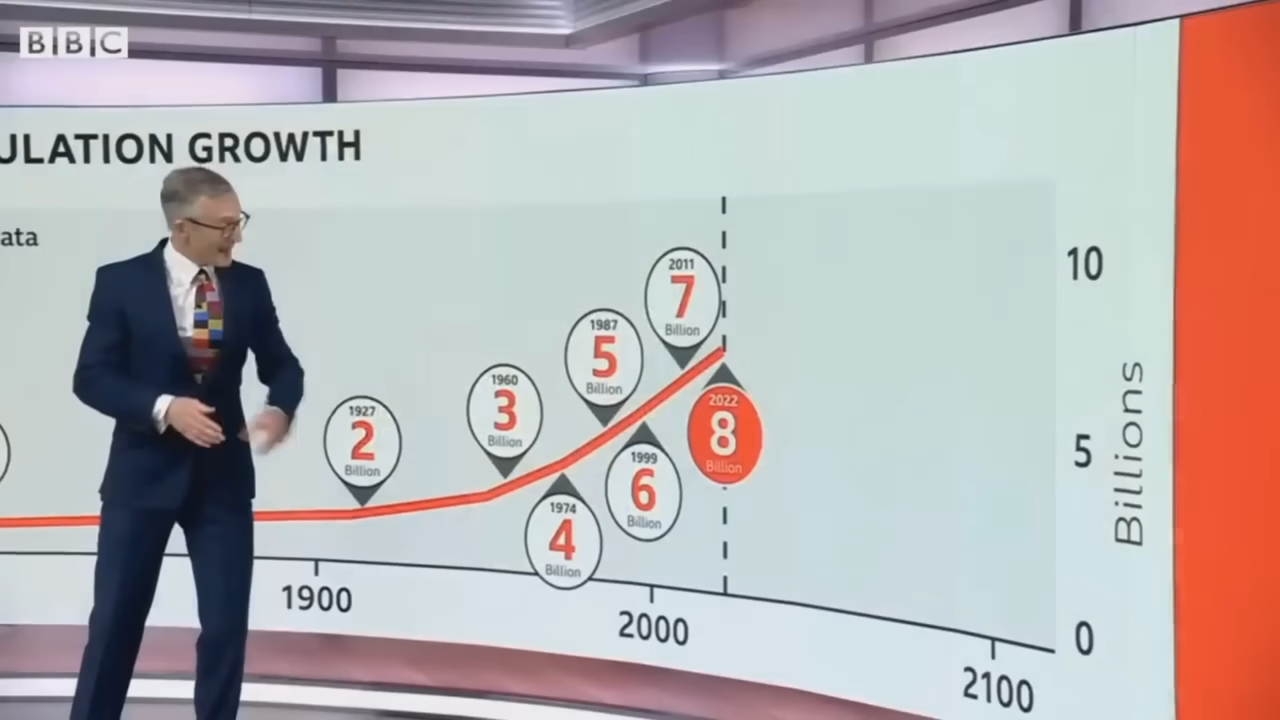 BBC
ULATION GROWTH
ata
1927
2
Billion
1960
3
Billion
1974
4
Billion
1987
5
Billion
1999
6
Billion
2011
7
Billion
2022
8
Billion
10
5
0
Billions
1900
2000
2100